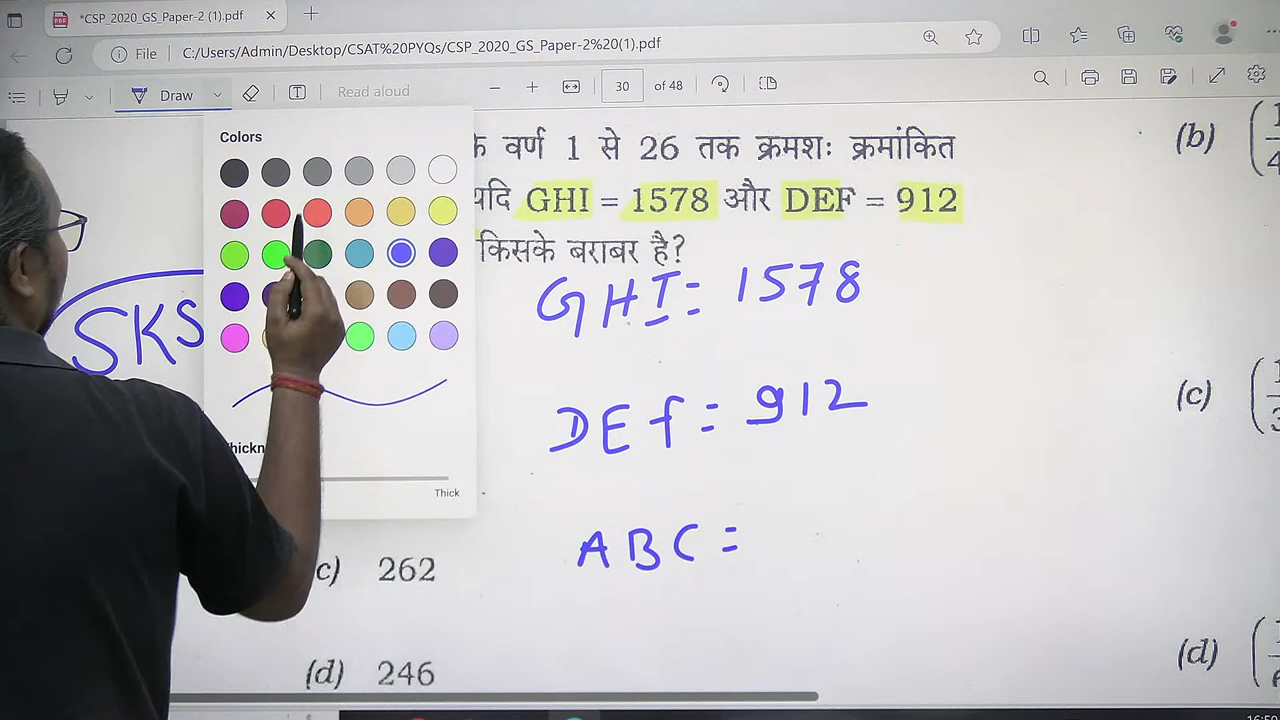 *CSP_2020_GS_Paper-2 (1).pdf
File C:/Users/Admin/Desktop/CSAT%20PYQs/CSP_2020_GS_Paper-2%20(1).pdf
Draw Read aloud 30 of 48
Colors
के वर्ण 1 से 26 तक क्रमशः क्रमांकित
यदि GHI = 1578 और DEF = 912
किसके बराबर है?
(b)
GHI = 1578
SKS
DEf = 912
(c)
Thick
ABC =
c) 262
(d) 246
(d)